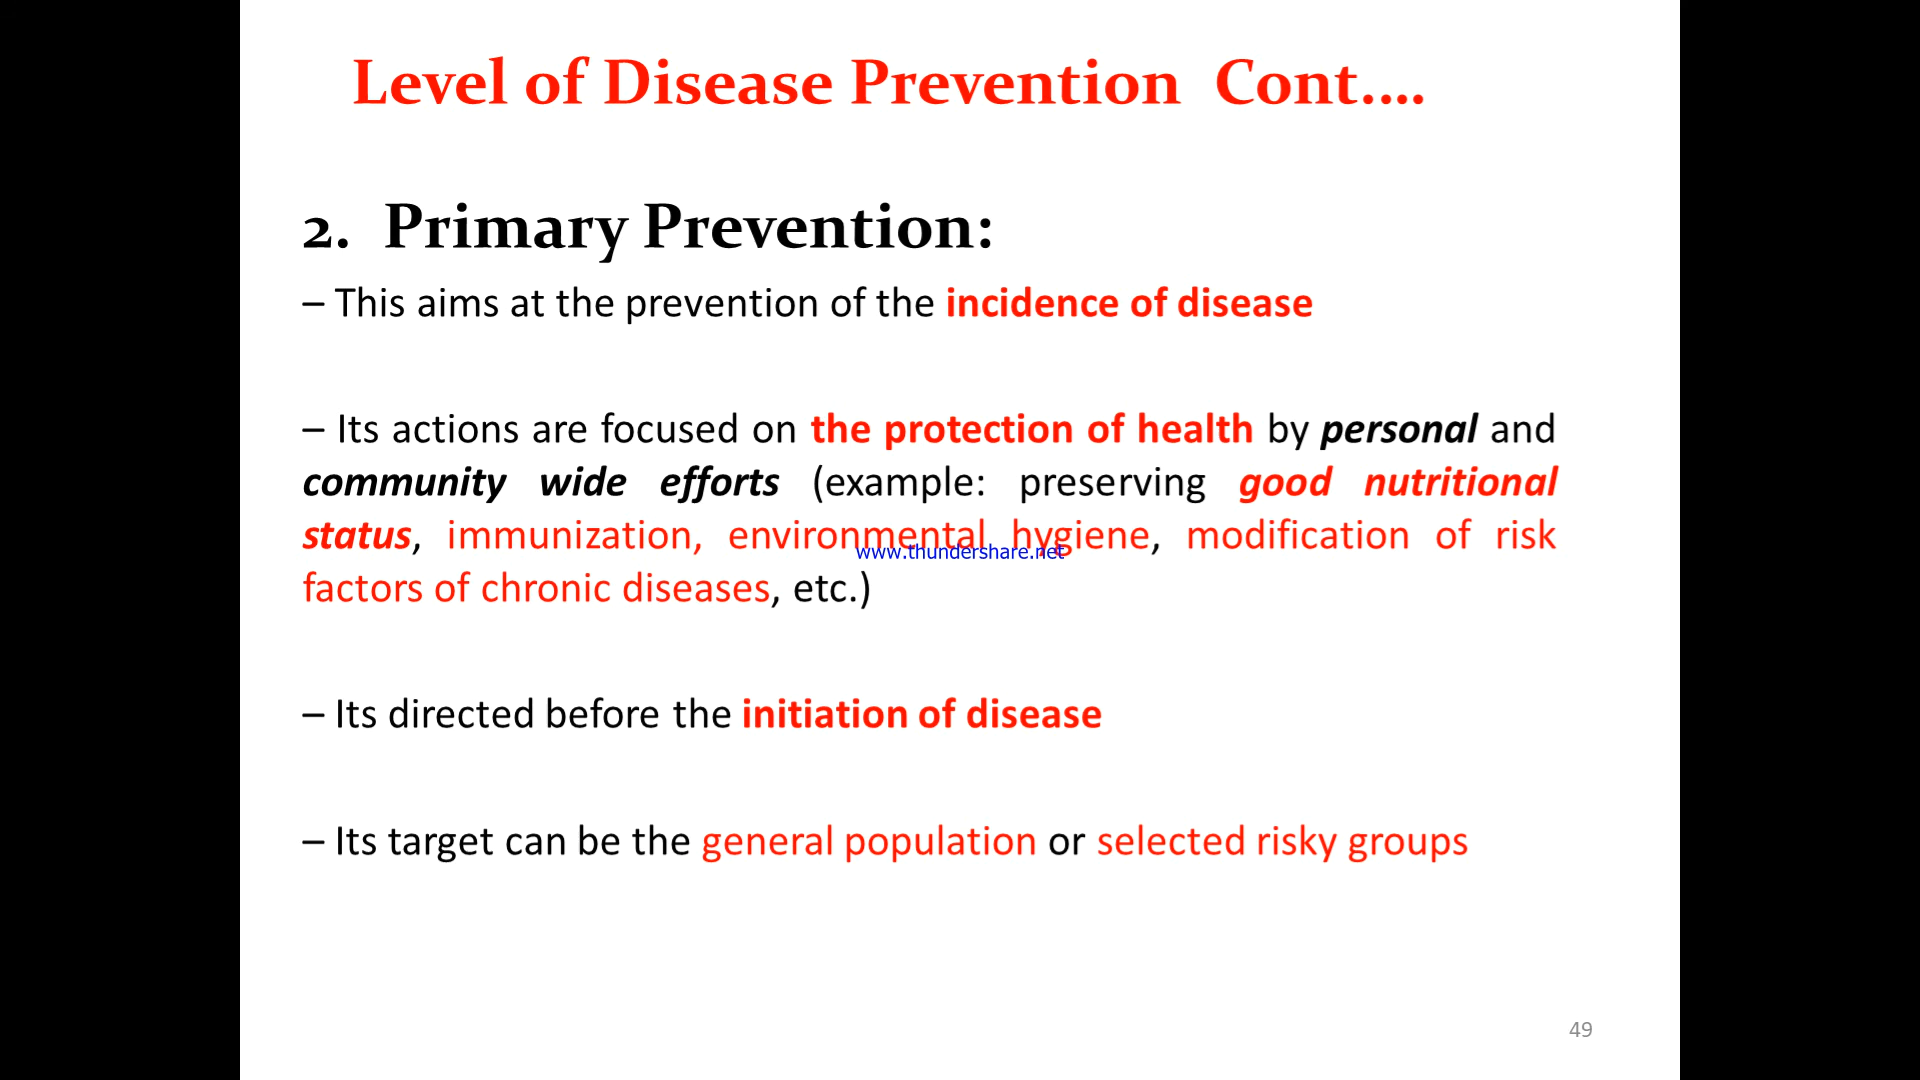 Level of Disease Prevention Cont....
2. Primary Prevention:
– This aims at the prevention of the incidence of disease
– Its actions are focused on the protection of health by personal and
community wide efforts (example: preserving good nutritional
status, immunization, environmental hygiene, modification of risk
www.thundershare.net
factors of chronic diseases, etc.)
– Its directed before the initiation of disease
– Its target can be the general population or selected risky groups
49